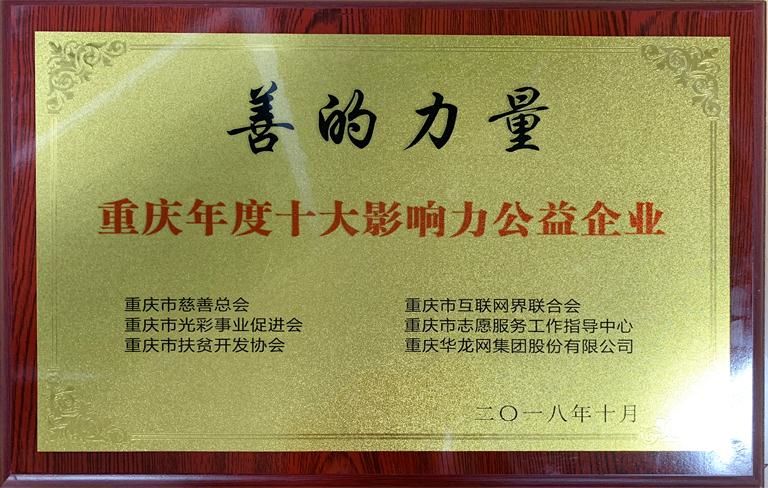 善的力量
重庆年度十大影响力公益企业
重庆市慈善总会
重庆市光彩事业促进会
重庆市扶贫开发协会
重庆市互联网界联合会
重庆市志愿服务工作指导中心
重庆华龙网集团股份有限公司
二〇一八年十月